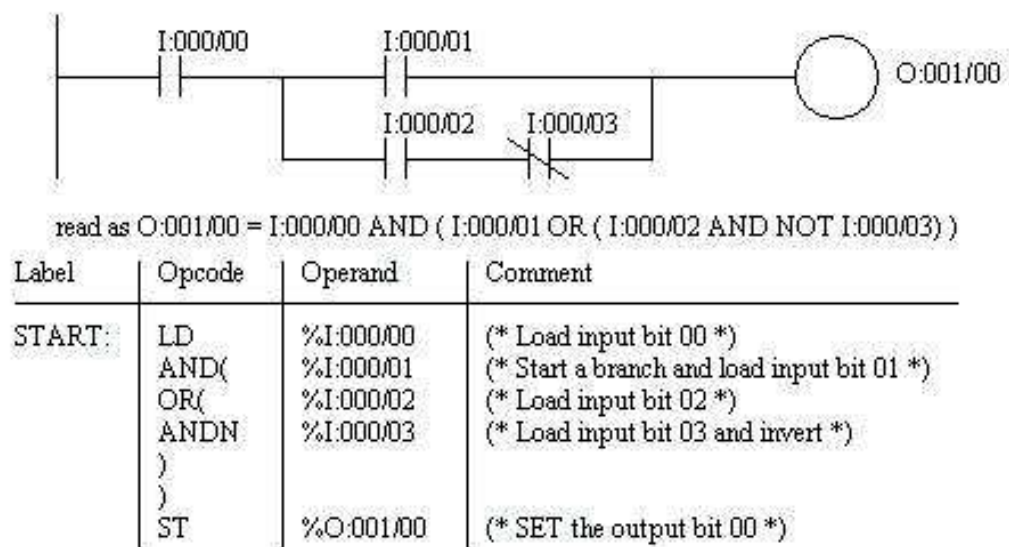 I:000/00 I:000/01
O:001/00
I:000/02 I:000/03
read as O:001/00 = I:000/00 AND ( I:000/01 OR ( I:000/02 AND NOT I:000/03) )
Label Opcode Operand Comment
START: LD %I:000/00 (* Load input bit 00 *)
AND( %I:000/01 (* Start a branch and load input bit 01 *)
OR( %I:000/02 (* Load input bit 02 *)
ANDN %I:000/03 (* Load input bit 03 and invert *)
)
)
ST %O:001/00 (* SET the output bit 00 *)